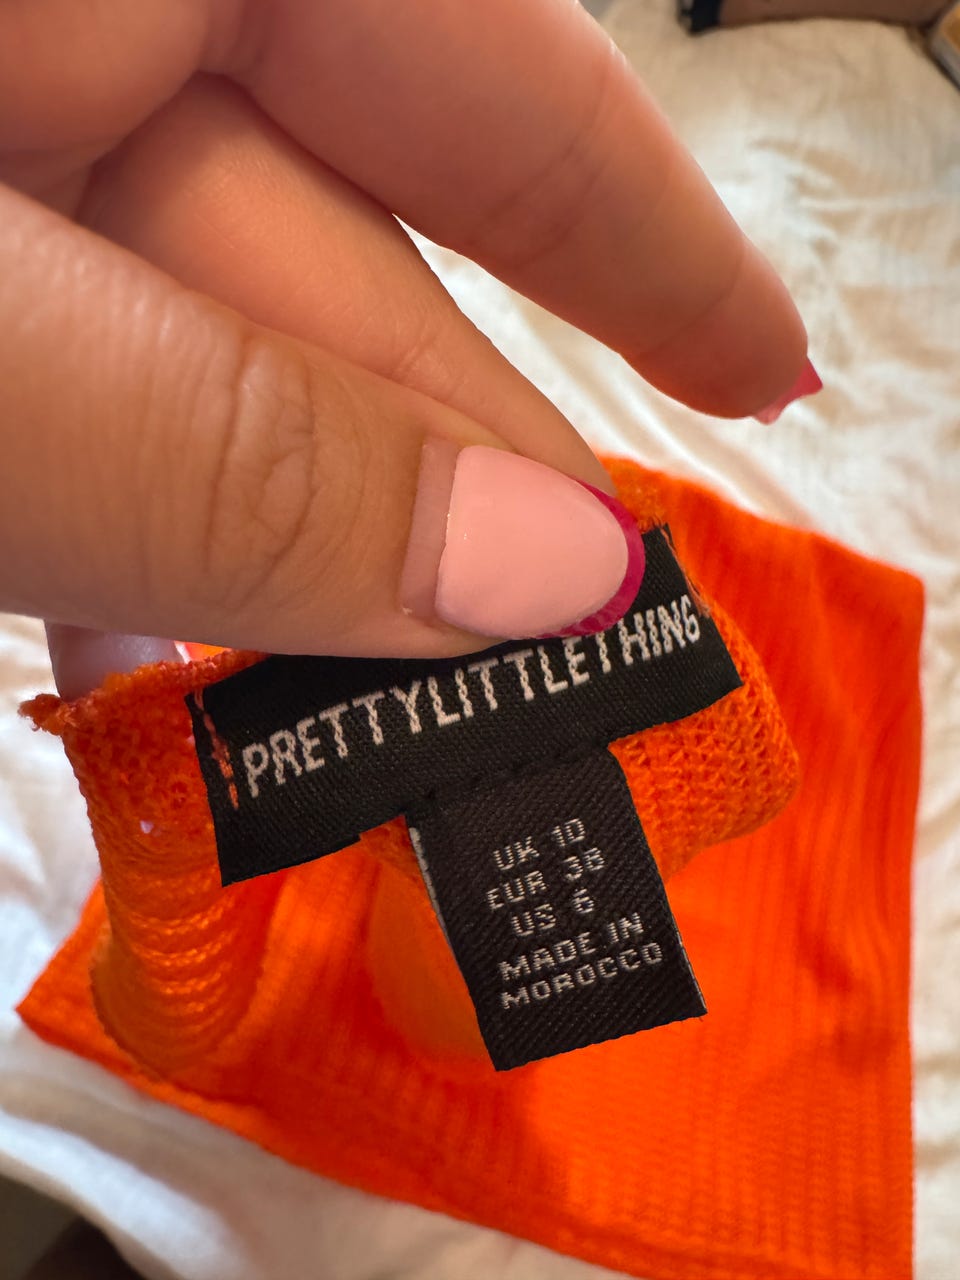 PRETTYLITTLETHING
UK 10
EUR 38
US 6
MADE IN
MOROCCO